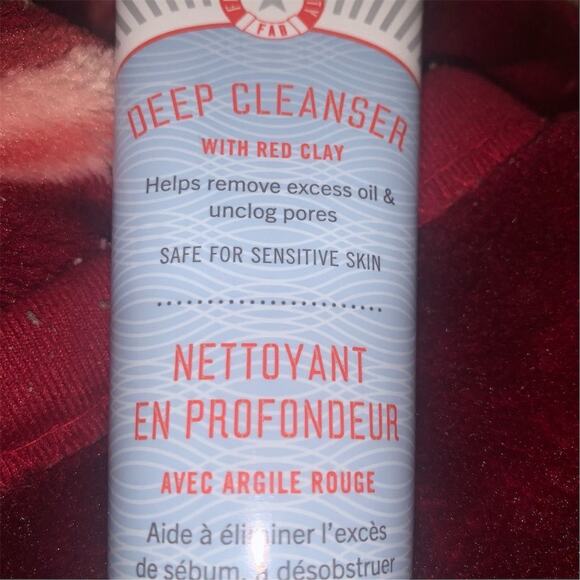 FAB
DEEP CLEANSER
WITH RED CLAY
Helps remove excess oil &
unclog pores
SAFE FOR SENSITIVE SKIN
NETTOYANT
EN PROFONDEUR
AVEC ARGILE ROUGE
Aide à éliminer l'excès
de sébum, à désobstruer